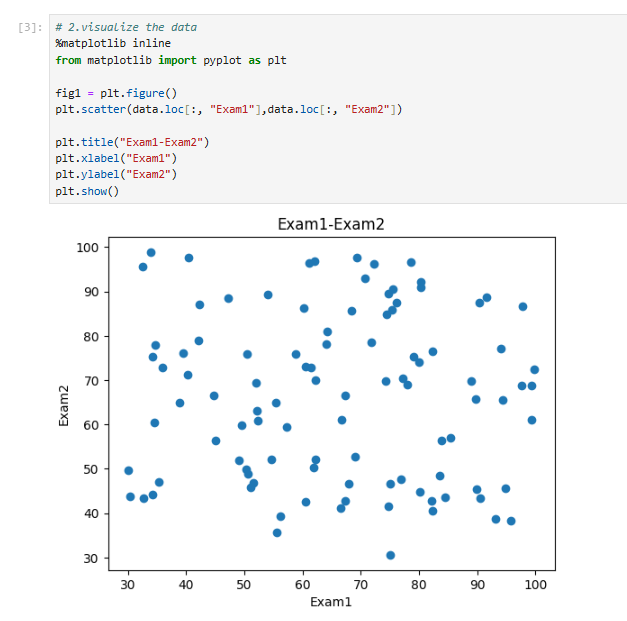 [3]: # 2.visualize the data
%matplotlib inline
from matplotlib import pyplot as plt
fig1 = plt.figure()
plt.scatter(data.loc[:, "Exam1"],data.loc[:, "Exam2"])
plt.title("Exam1-Exam2")
plt.xlabel("Exam1")
plt.ylabel("Exam2")
plt.show()
Exam1-Exam2
100
90
80
70
60
50
40
30
Exam2
30 40 50 60 70 80 90 100
Exam1